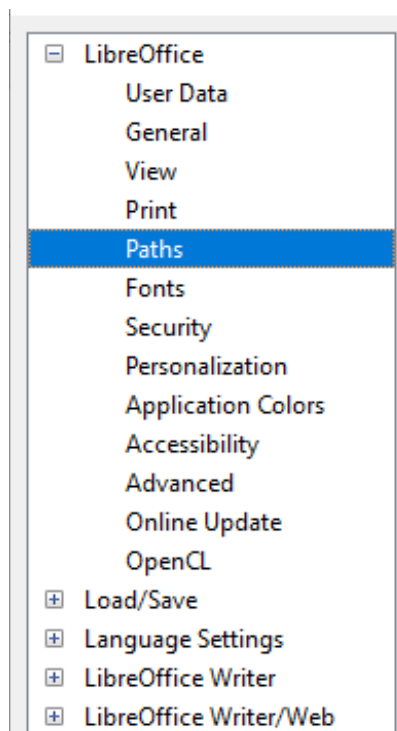 LibreOffice
User Data
General
View
Print
Paths
Fonts
Security
Personalization
Application Colors
Accessibility
Advanced
Online Update
OpenCL
Load/Save
Language Settings
LibreOffice Writer
LibreOffice Writer/Web